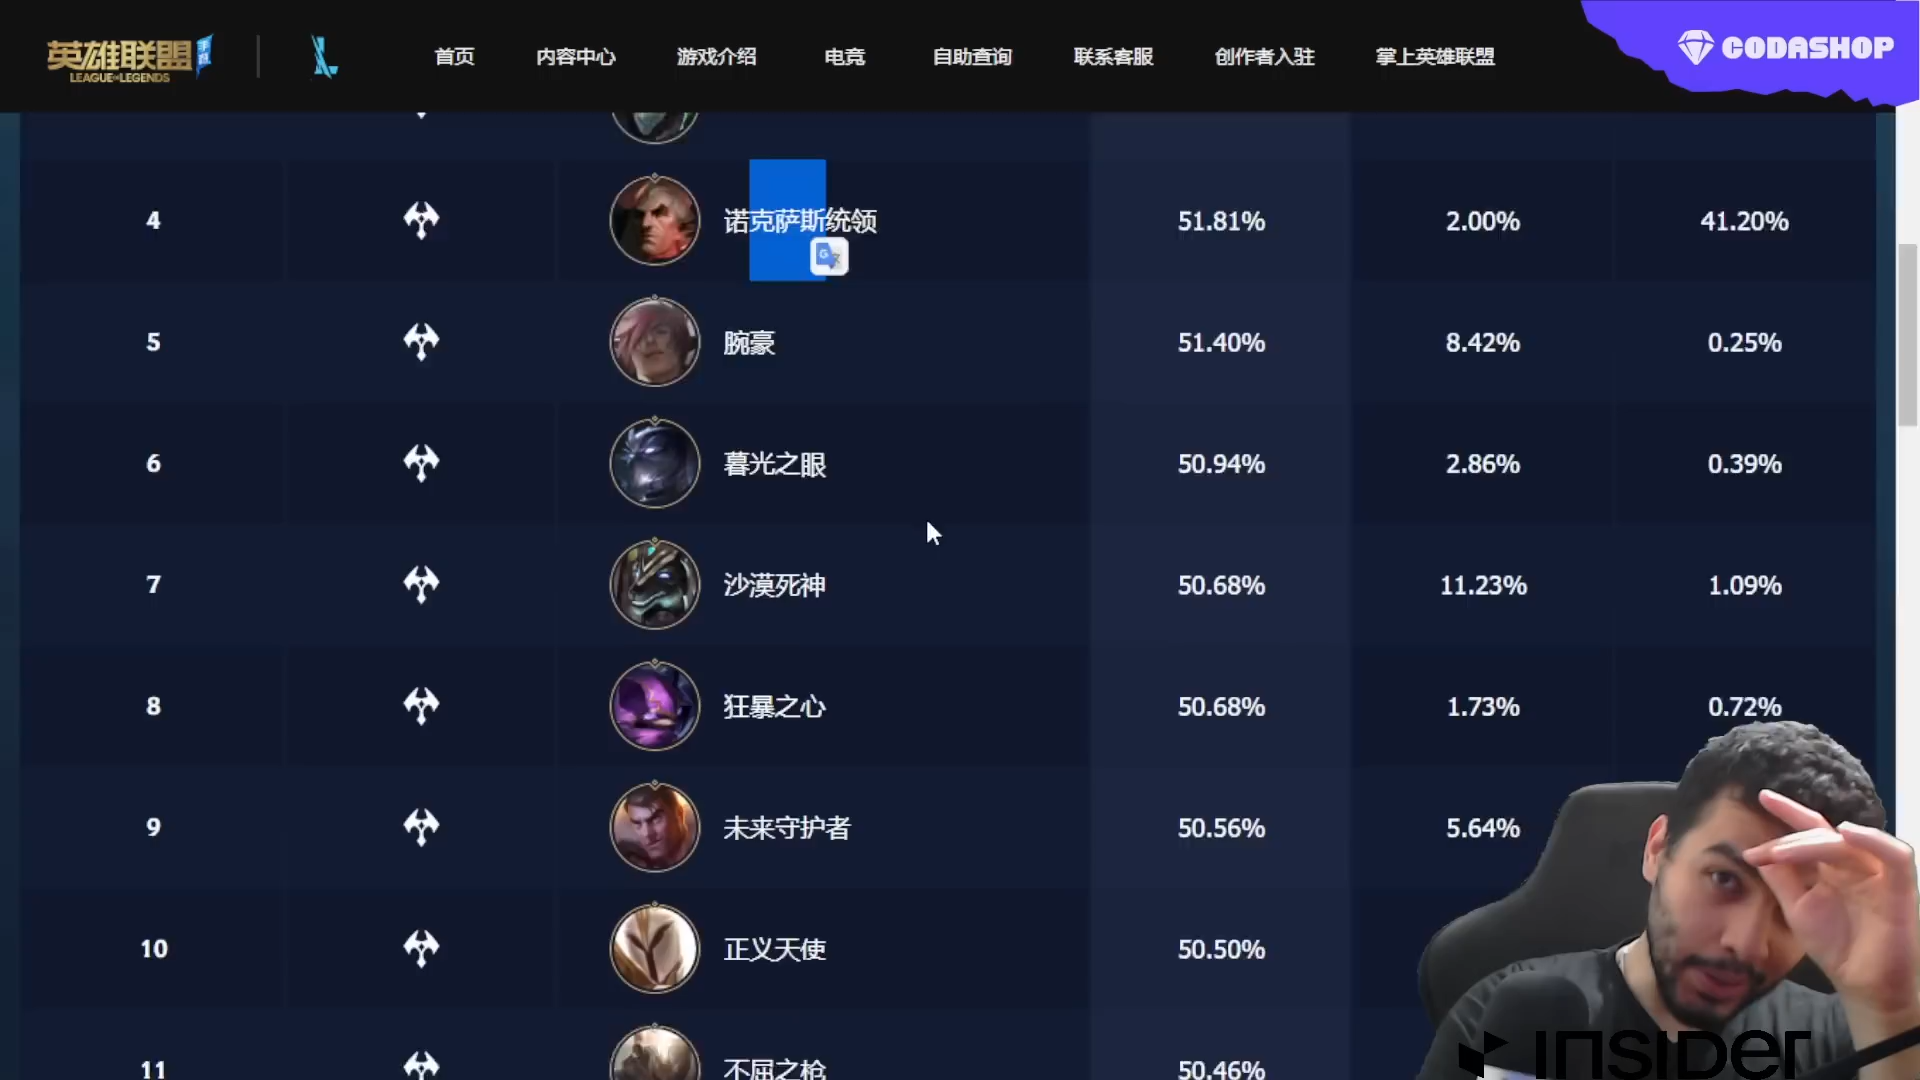 英雄联盟 手游
LEAGUE OF LEGENDS
首页 内容中心 游戏介绍 电竞 自助查询 联系客服 创作者入驻 掌上英雄联盟
CODASHOP
4 诺克萨斯统领 51.81% 2.00% 41.20%
5 腕豪 51.40% 8.42% 0.25%
6 暮光之眼 50.94% 2.86% 0.39%
7 沙漠死神 50.68% 11.23% 1.09%
8 狂暴之心 50.68% 1.73% 0.72%
9 未来守护者 50.56% 5.64%
10 正义天使 50.50%
11 不屈之枪 50.46%
INSIDER